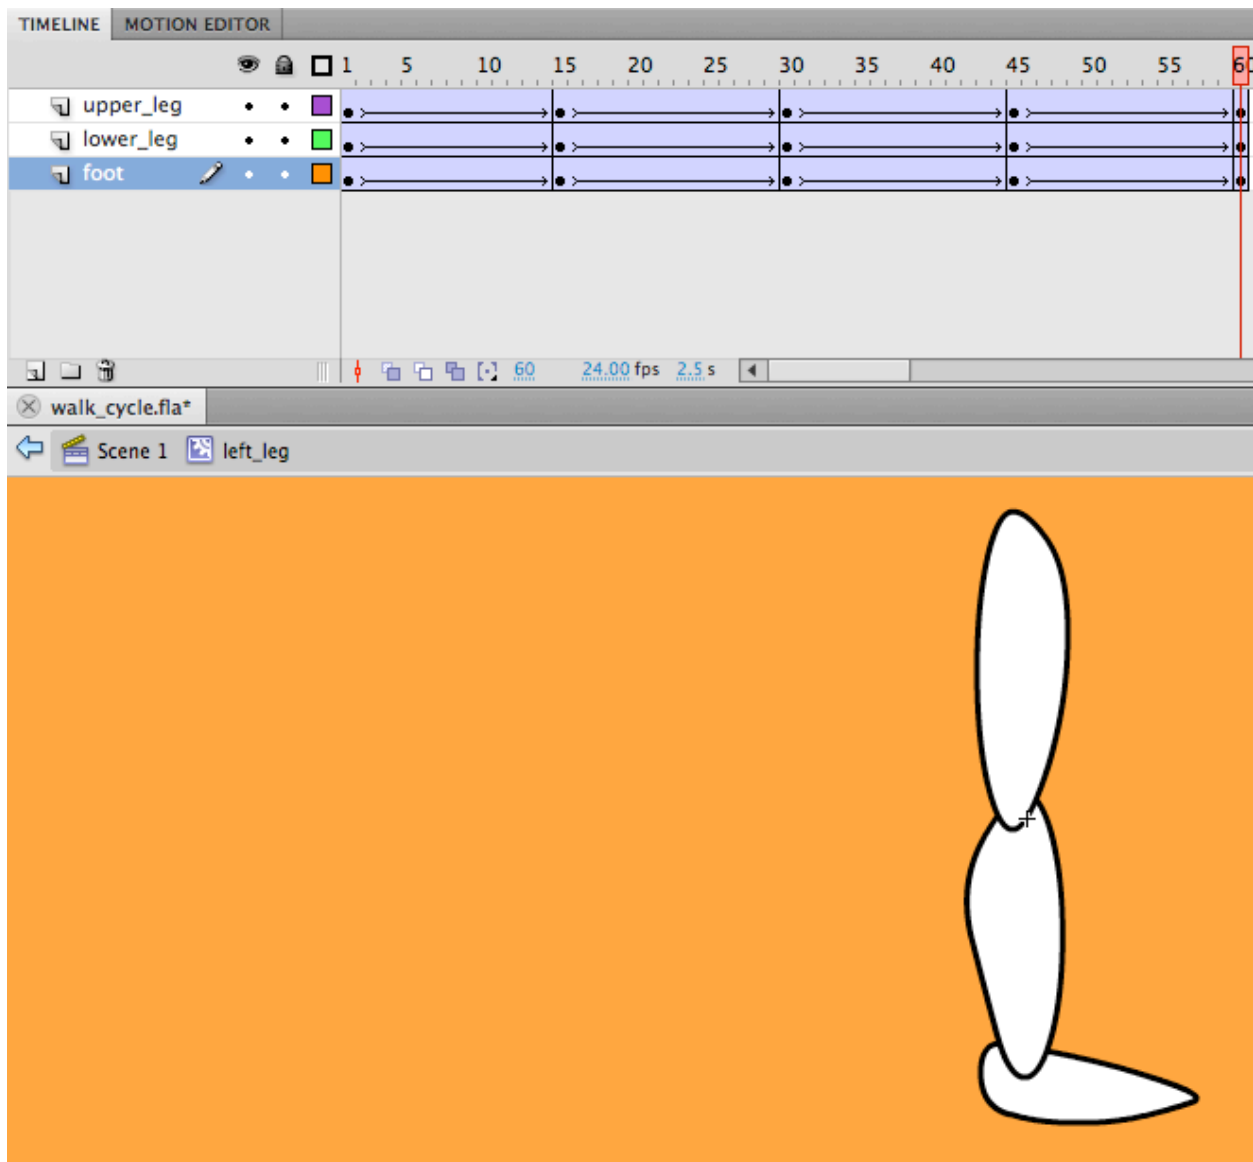 TIMELINE MOTION EDITOR
1 5 10 15 20 25 30 35 40 45 50 55 60
upper_leg
lower_leg
foot
60 24.00 fps 2.5 s
walk_cycle.fla*
Scene 1 left_leg